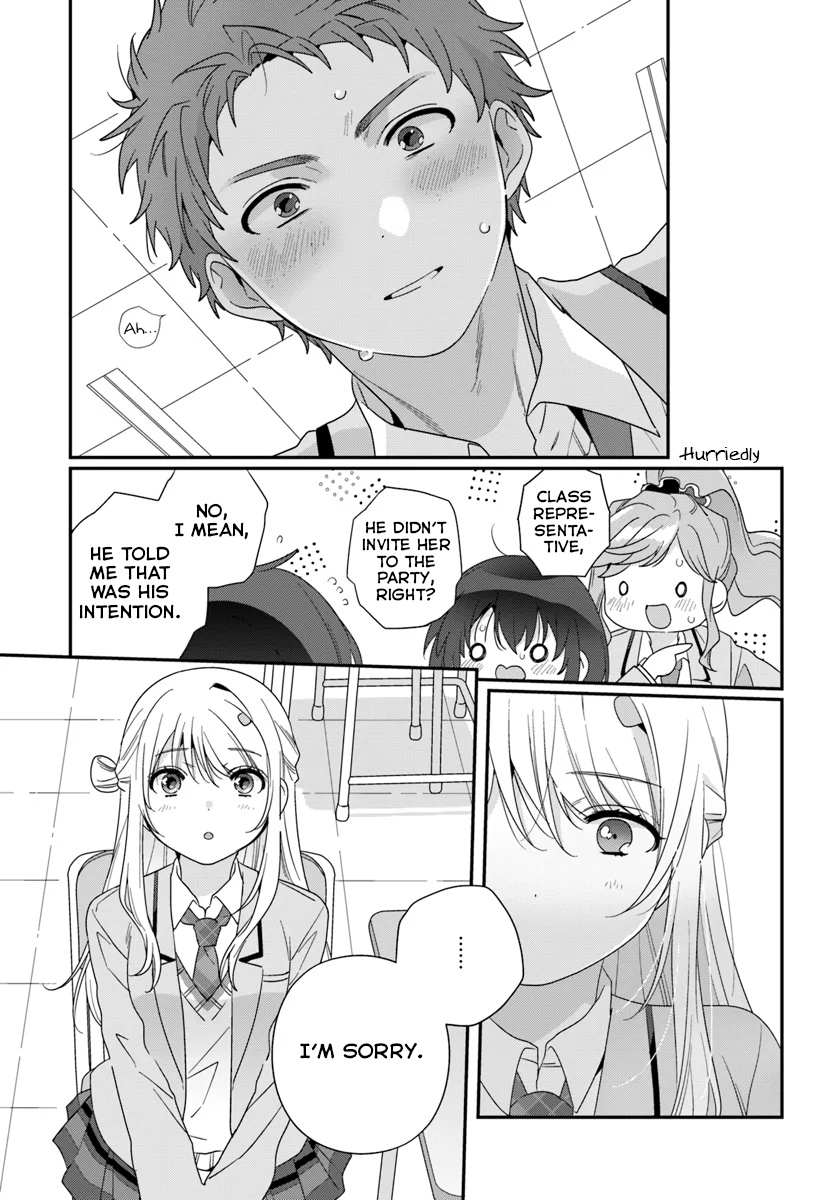 Ah...
Hurriedly
CLASS
REPRE-
SENTA-
TIVE,
HE DIDN'T
INVITE HER
TO THE
PARTY,
RIGHT?
NO,
I MEAN,
HE TOLD
ME THAT
WAS HIS
INTENTION.
......
I'M SORRY.